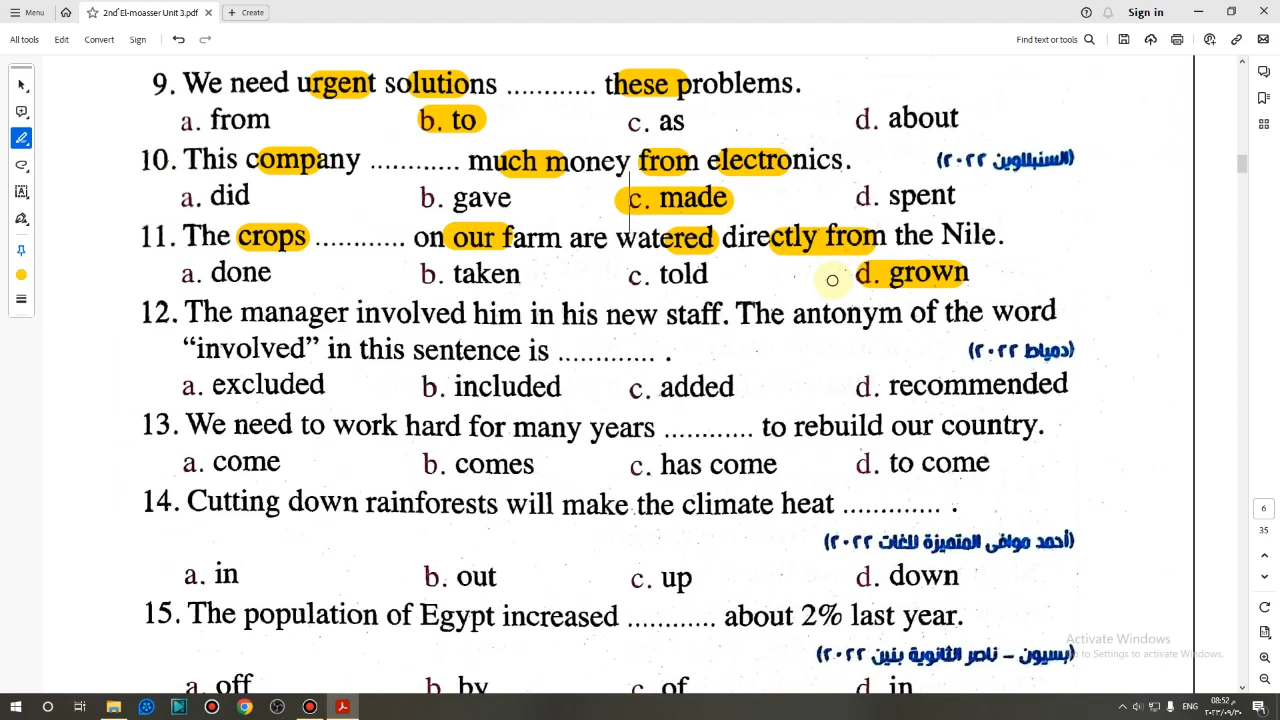 Menu
2nd El-moasser Unit 3.pdf
Create
Sign in
All tools
Edit
Convert
Sign
Find text or tools
9. We need urgent solutions ............ these problems.
a. from b. to c. as d. about
10. This company ............ much money from electronics. (السنبلاوين ٢٠٢٢)
a. did b. gave c. made d. spent
11. The crops ............ on our farm are watered directly from the Nile.
a. done b. taken c. told d. grown
12. The manager involved him in his new staff. The antonym of the word
“involved” in this sentence is ............. . (دمياط ٢٠٢٢)
a. excluded b. included c. added d. recommended
13. We need to work hard for many years ............ to rebuild our country.
a. come b. comes c. has come d. to come
14. Cutting down rainforests will make the climate heat ............. .
(أحمد موافى المتميزة للغات ٢٠٢٢)
a. in b. out c. up d. down
15. The population of Egypt increased ............ about 2% last year.
(بسيون – ناصر الثانوية بنين ٢٠٢٢)
a. off b. by c. of d. in
6
35
Activate Windows
Go to Settings to activate Windows.
ENG
08:52 م